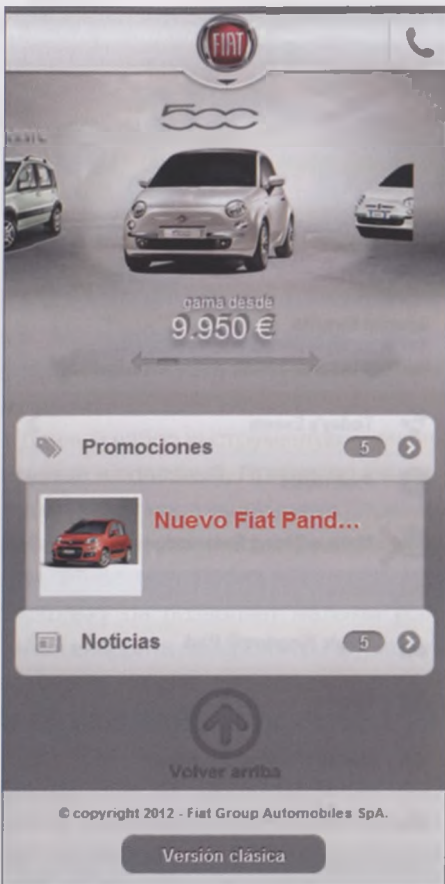 FIAT
500
gama desde
9.950 €
Promociones 5
Nuevo Fiat Pand...
Noticias 5
Volver arriba
© copyright 2012 - Fiat Group Automobiles SpA.
Versión clásica